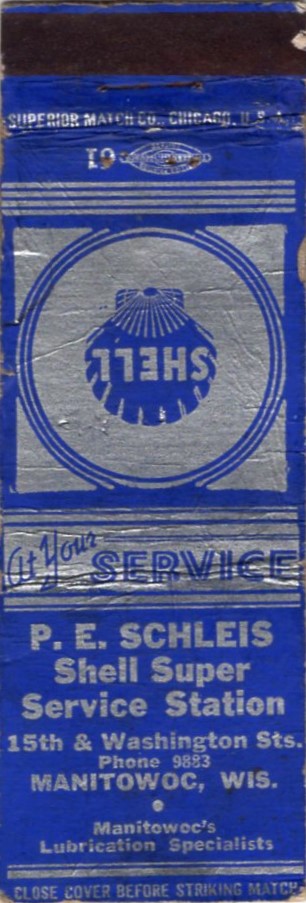 SUPERIOR MATCH CO., CHICAGO, U. S. A.
SHELL
At Your
SERVICE
P. E. SCHLEIS
Shell Super
Service Station
15th & Washington Sts.
Phone 9883
MANITOWOC, WIS.
Manitowoc's
Lubrication Specialists
CLOSE COVER BEFORE STRIKING MATCH